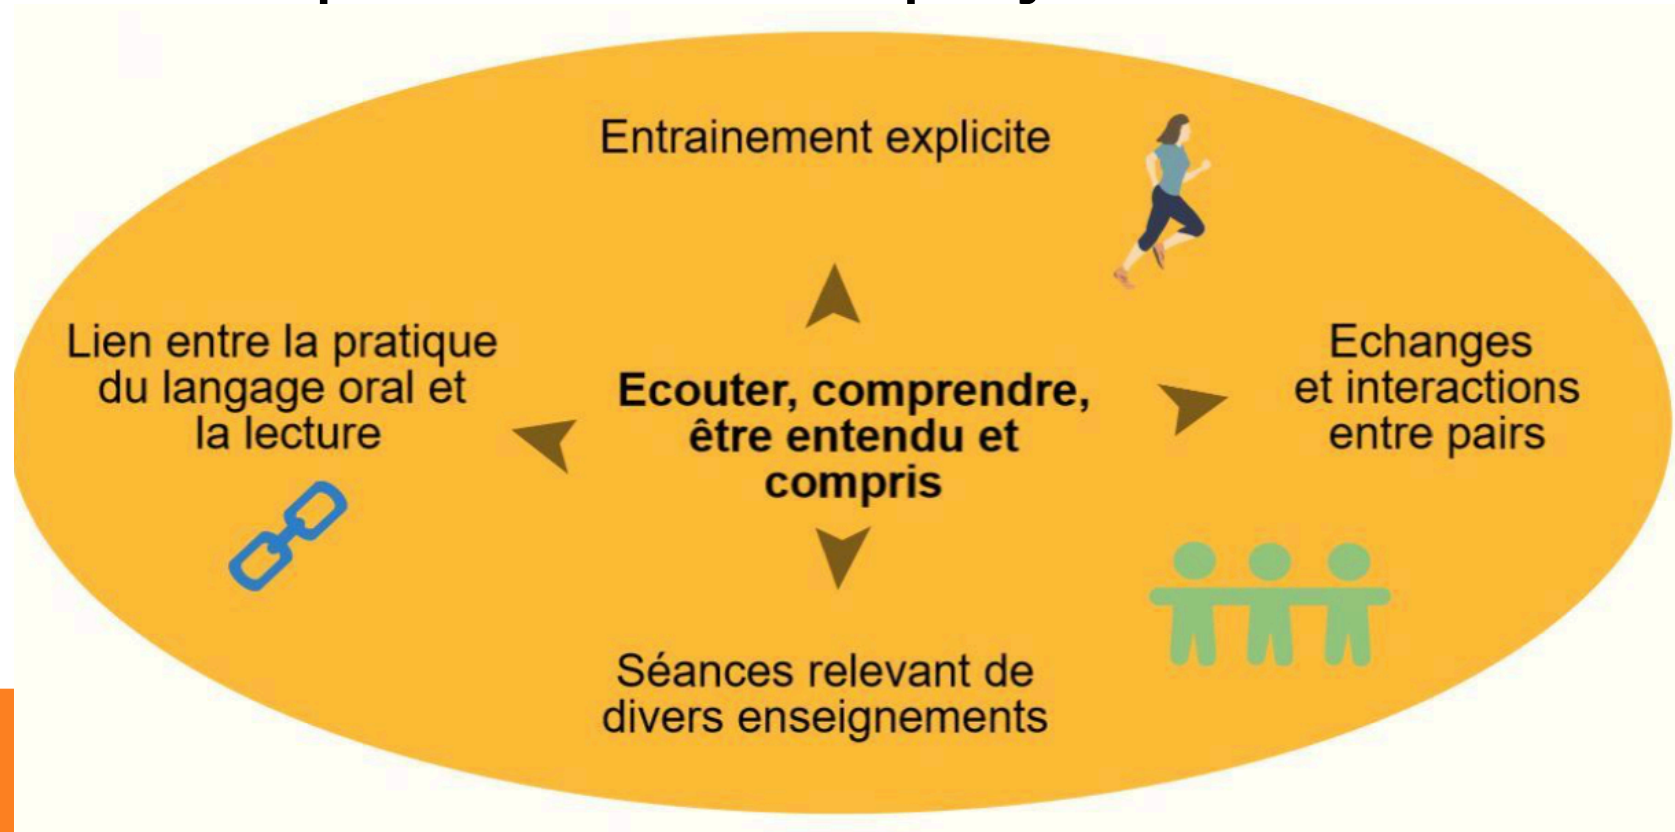 Entrainement explicite
Lien entre la pratique
du langage oral et
la lecture
Ecouter, comprendre,
être entendu et
compris
Echanges
et interactions
entre pairs
Séances relevant de
divers enseignements